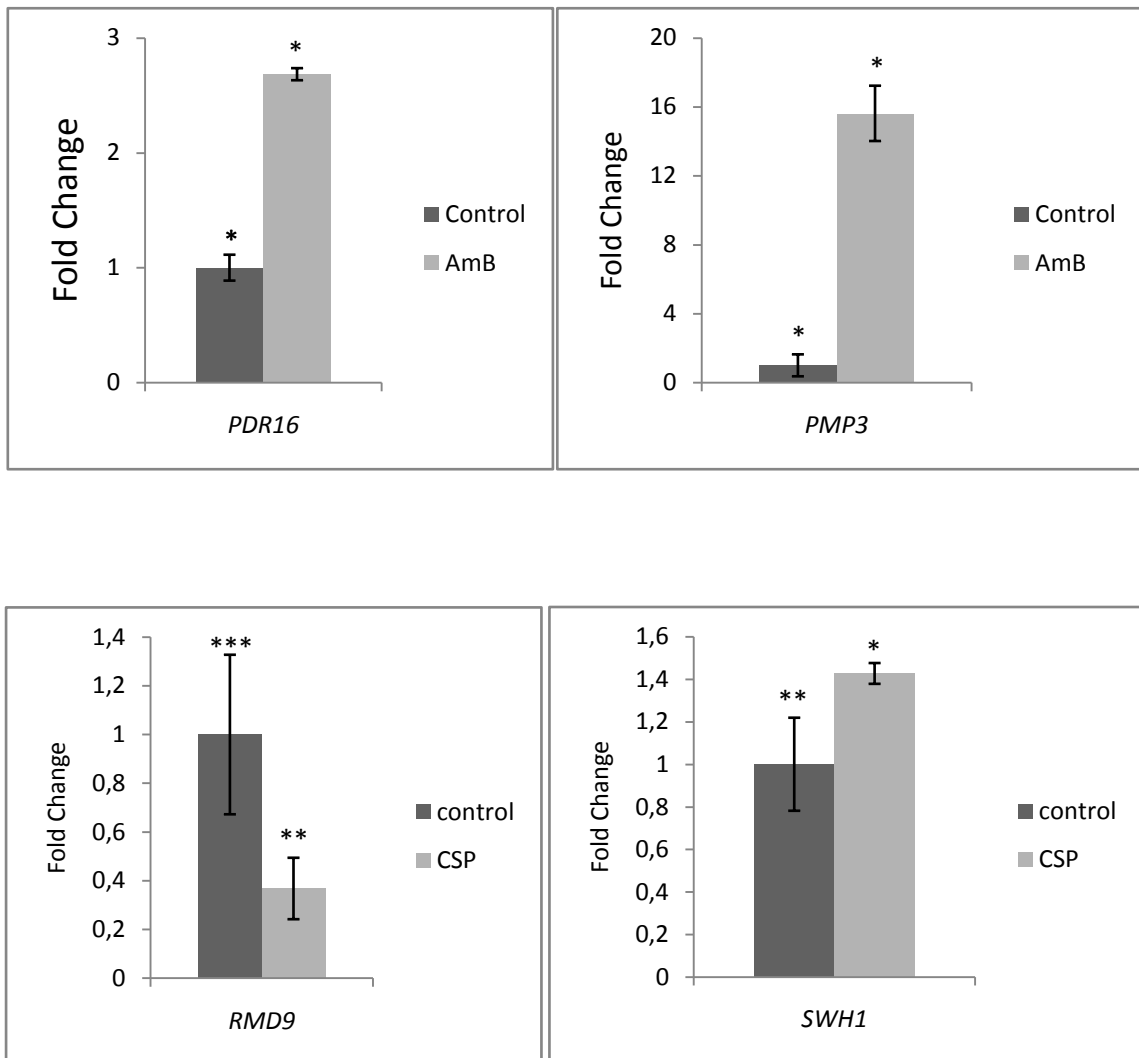 3
2
1
0
Fold Change
*
*
Control
AmB
PDR16
20
16
12
8
4
0
Fold Change
*
*
Control
AmB
PMP3
1,4
1,2
1
0,8
0,6
0,4
0,2
0
Fold Change
***
**
control
CSP
RMD9
1,6
1,4
1,2
1
0,8
0,6
0,4
0,2
0
Fold Change
**
*
control
CSP
SWH1